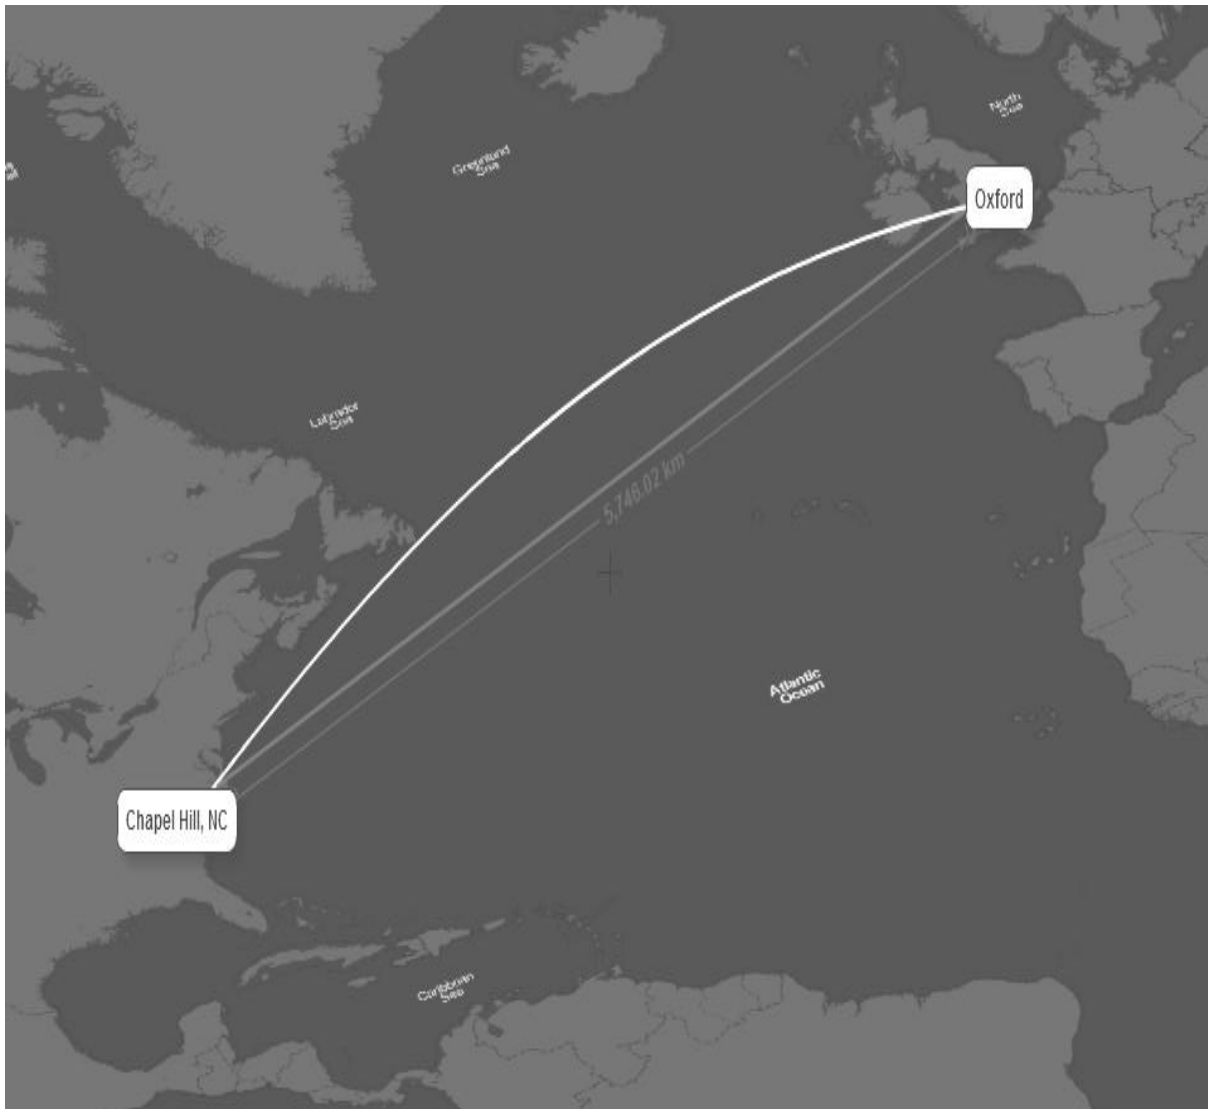 North
Sea
Greenland
Sea
Oxford
Labrador
Sea
5,746.02 km
Atlantic
Ocean
Chapel Hill, NC
Caribbean
Sea